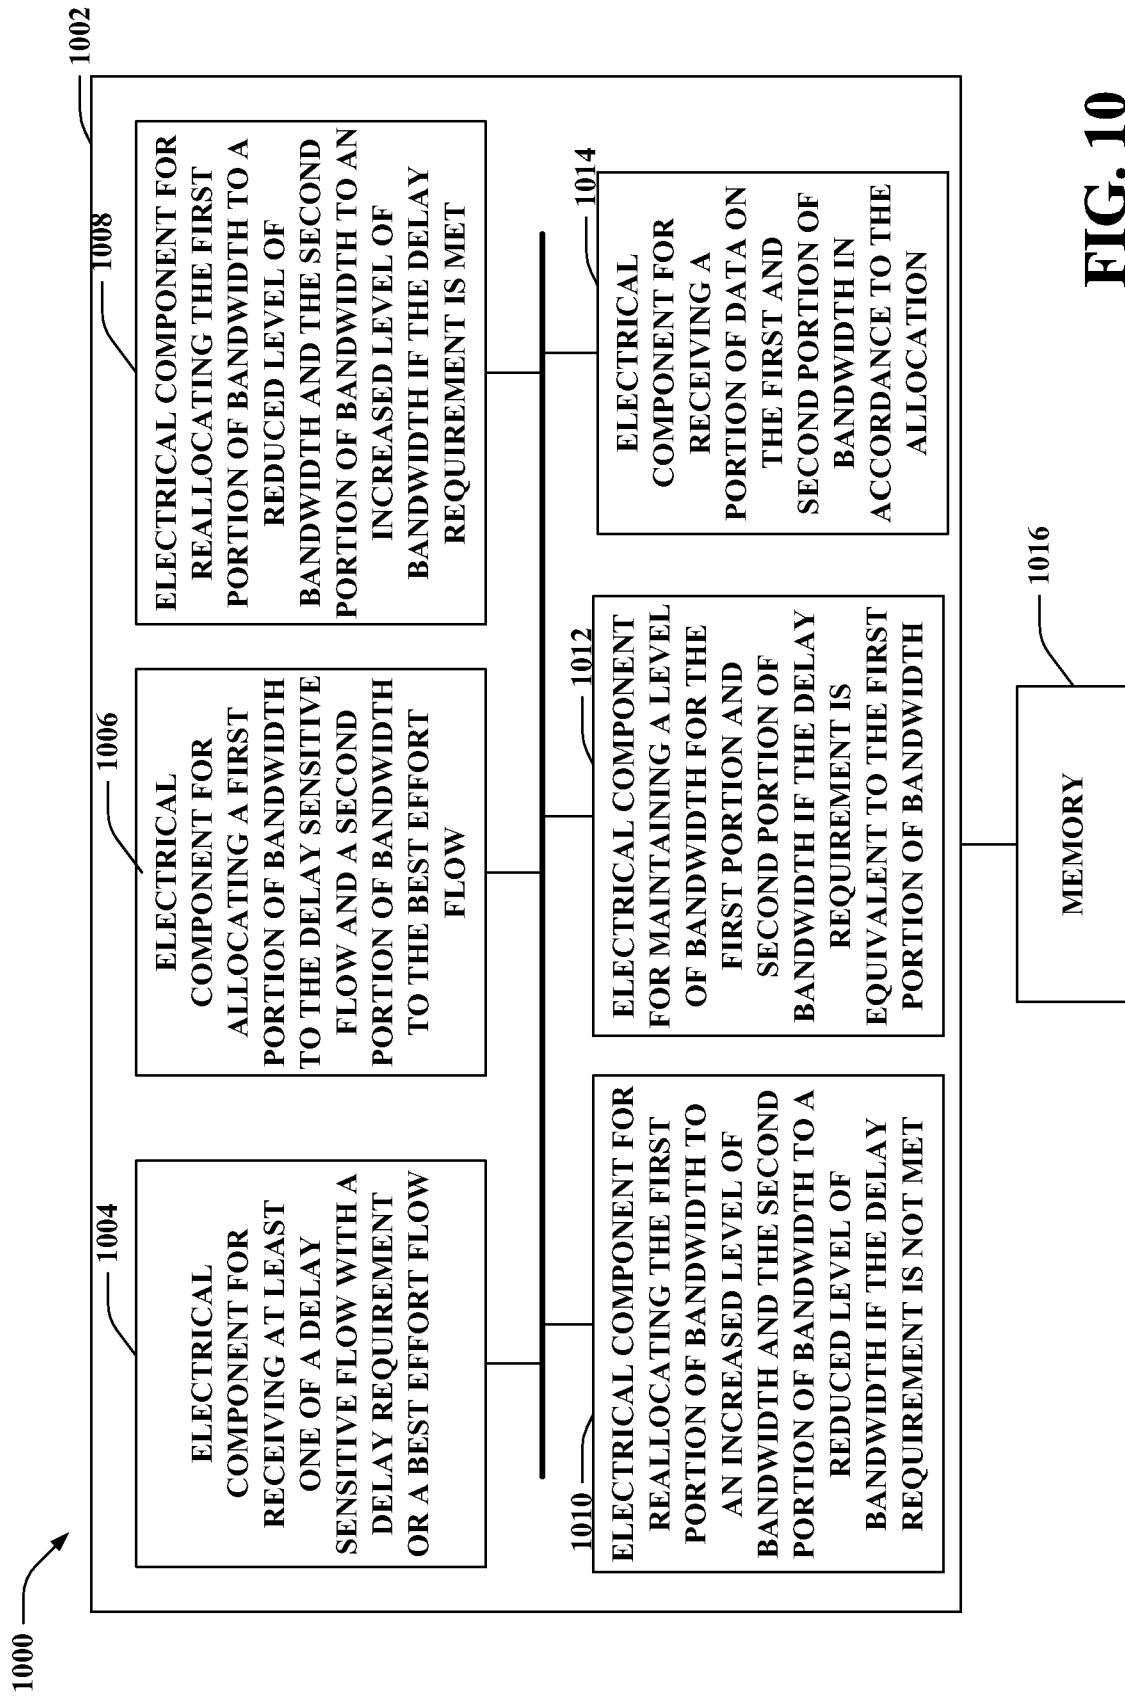 1000
1002
1004
ELECTRICAL
COMPONENT FOR
RECEIVING AT LEAST
ONE OF A DELAY
SENSITIVE FLOW WITH A
DELAY REQUIREMENT
OR A BEST EFFORT FLOW
1006
ELECTRICAL
COMPONENT FOR
ALLOCATING A FIRST
PORTION OF BANDWIDTH
TO THE DELAY SENSITIVE
FLOW AND A SECOND
PORTION OF BANDWIDTH
TO THE BEST EFFORT
FLOW
1008
ELECTRICAL COMPONENT FOR
REALLOCATING THE FIRST
PORTION OF BANDWIDTH TO A
REDUCED LEVEL OF
BANDWIDTH AND THE SECOND
PORTION OF BANDWIDTH TO AN
INCREASED LEVEL OF
BANDWIDTH IF THE DELAY
REQUIREMENT IS MET
1010
ELECTRICAL COMPONENT FOR
REALLOCATING THE FIRST
PORTION OF BANDWIDTH TO
AN INCREASED LEVEL OF
BANDWIDTH AND THE SECOND
PORTION OF BANDWIDTH TO A
REDUCED LEVEL OF
BANDWIDTH IF THE DELAY
REQUIREMENT IS NOT MET
1012
ELECTRICAL COMPONENT
FOR MAINTAINING A LEVEL
OF BANDWIDTH FOR THE
FIRST PORTION AND
SECOND PORTION OF
BANDWIDTH IF THE DELAY
REQUIREMENT IS
EQUIVALENT TO THE FIRST
PORTION OF BANDWIDTH
1014
ELECTRICAL
COMPONENT FOR
RECEIVING A
PORTION OF DATA ON
THE FIRST AND
SECOND PORTION OF
BANDWIDTH IN
ACCORDANCE TO THE
ALLOCATION
1016
MEMORY
FIG. 10